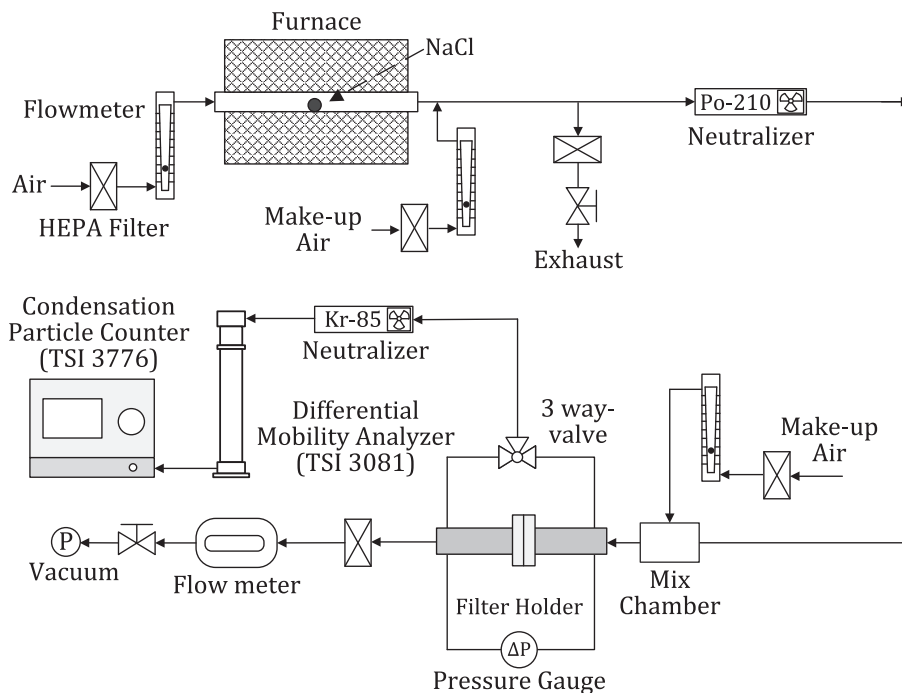 Furnace
NaCl
Flowmeter
Air
HEPA Filter
Make-up
Air
Exhaust
Po-210
Neutralizer
Condensation
Particle Counter
(TSI 3776)
Kr-85
Neutralizer
Differential
Mobility Analyzer
(TSI 3081)
3 way-
valve
Make-up
Air
P
Vacuum
Flow meter
Filter Holder
Mix
Chamber
ΔP
Pressure Gauge